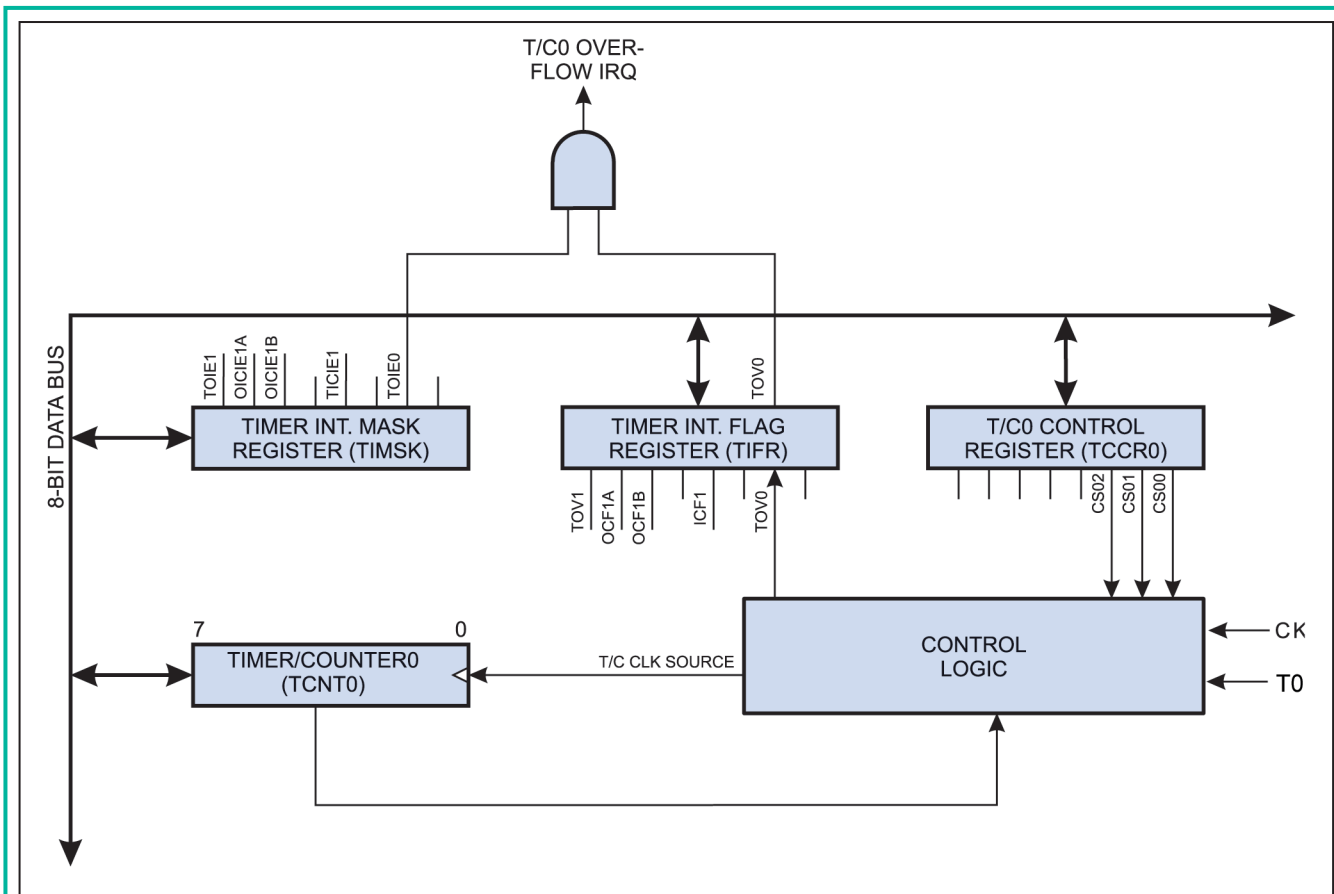 T/C0 OVER-
FLOW IRQ
8-BIT DATA BUS
TOIE1
OICIE1A
OICIE1B
TICIE1
TOIE0
TOV0
TIMER INT. MASK
REGISTER (TIMSK)
TIMER INT. FLAG
REGISTER (TIFR)
T/C0 CONTROL
REGISTER (TCCR0)
TOV1
OCF1A
OCF1B
ICF1
TOV0
CS02
CS01
CS00
7
0
TIMER/COUNTER0
(TCNT0)
T/C CLK SOURCE
CONTROL
LOGIC
CK
T0